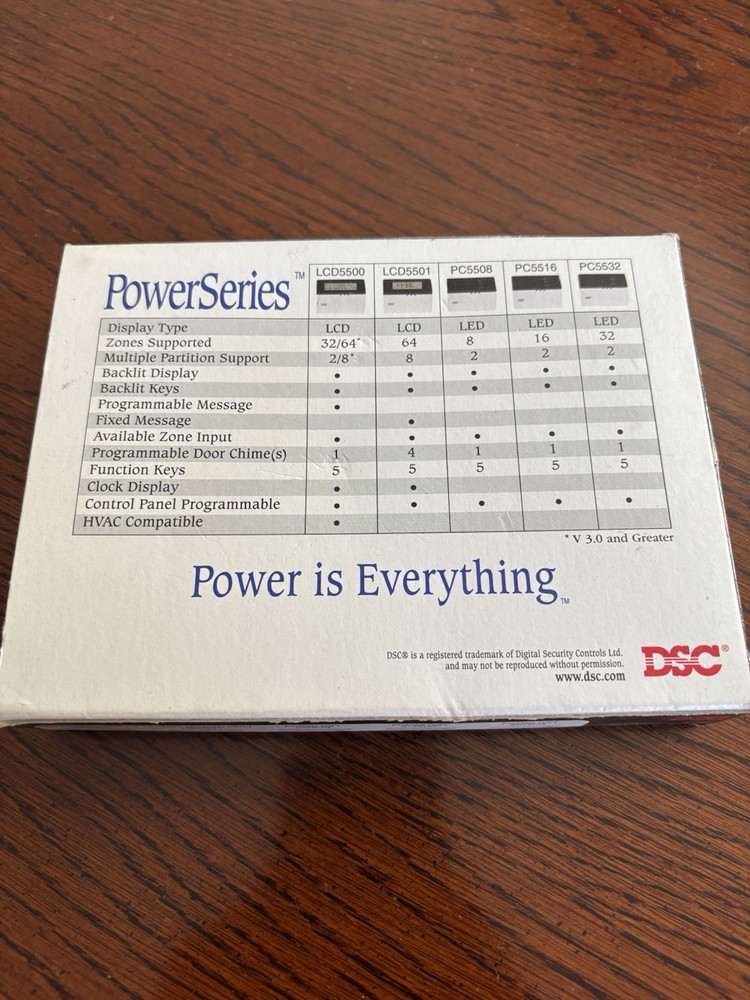 PowerSeries™ LCD5500 LCD5501 PC5508 PC5516 PC5532
Display Type LCD LCD LED LED LED
Zones Supported 32/64* 64 8 16 32
Multiple Partition Support 2/8* 8 2 2 2
Backlit Display • • • • •
Backlit Keys • • • • •
Programmable Message •
Fixed Message •
Available Zone Input • • • • •
Programmable Door Chime(s) 1 4 1 1 1
Function Keys 5 5 5 5 5
Clock Display • •
Control Panel Programmable • • • • •
HVAC Compatible •
* V 3.0 and Greater
Power is Everything™
DSC® is a registered trademark of Digital Security Controls Ltd.
and may not be reproduced without permission.
www.dsc.com
DSC®